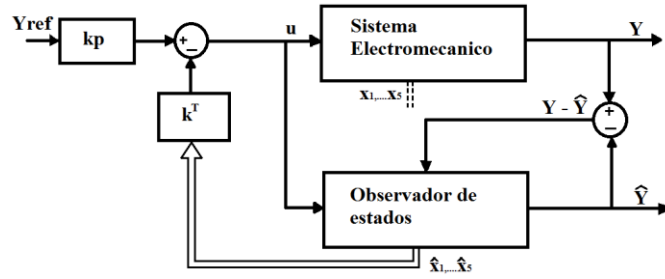 Yref
kp
+
−
u
Sistema
Electromecanico
Y
x₁,....x₅
kᵀ
Y - Ŷ
+
−
Observador de
estados
Ŷ
x̂₁,....x̂₅